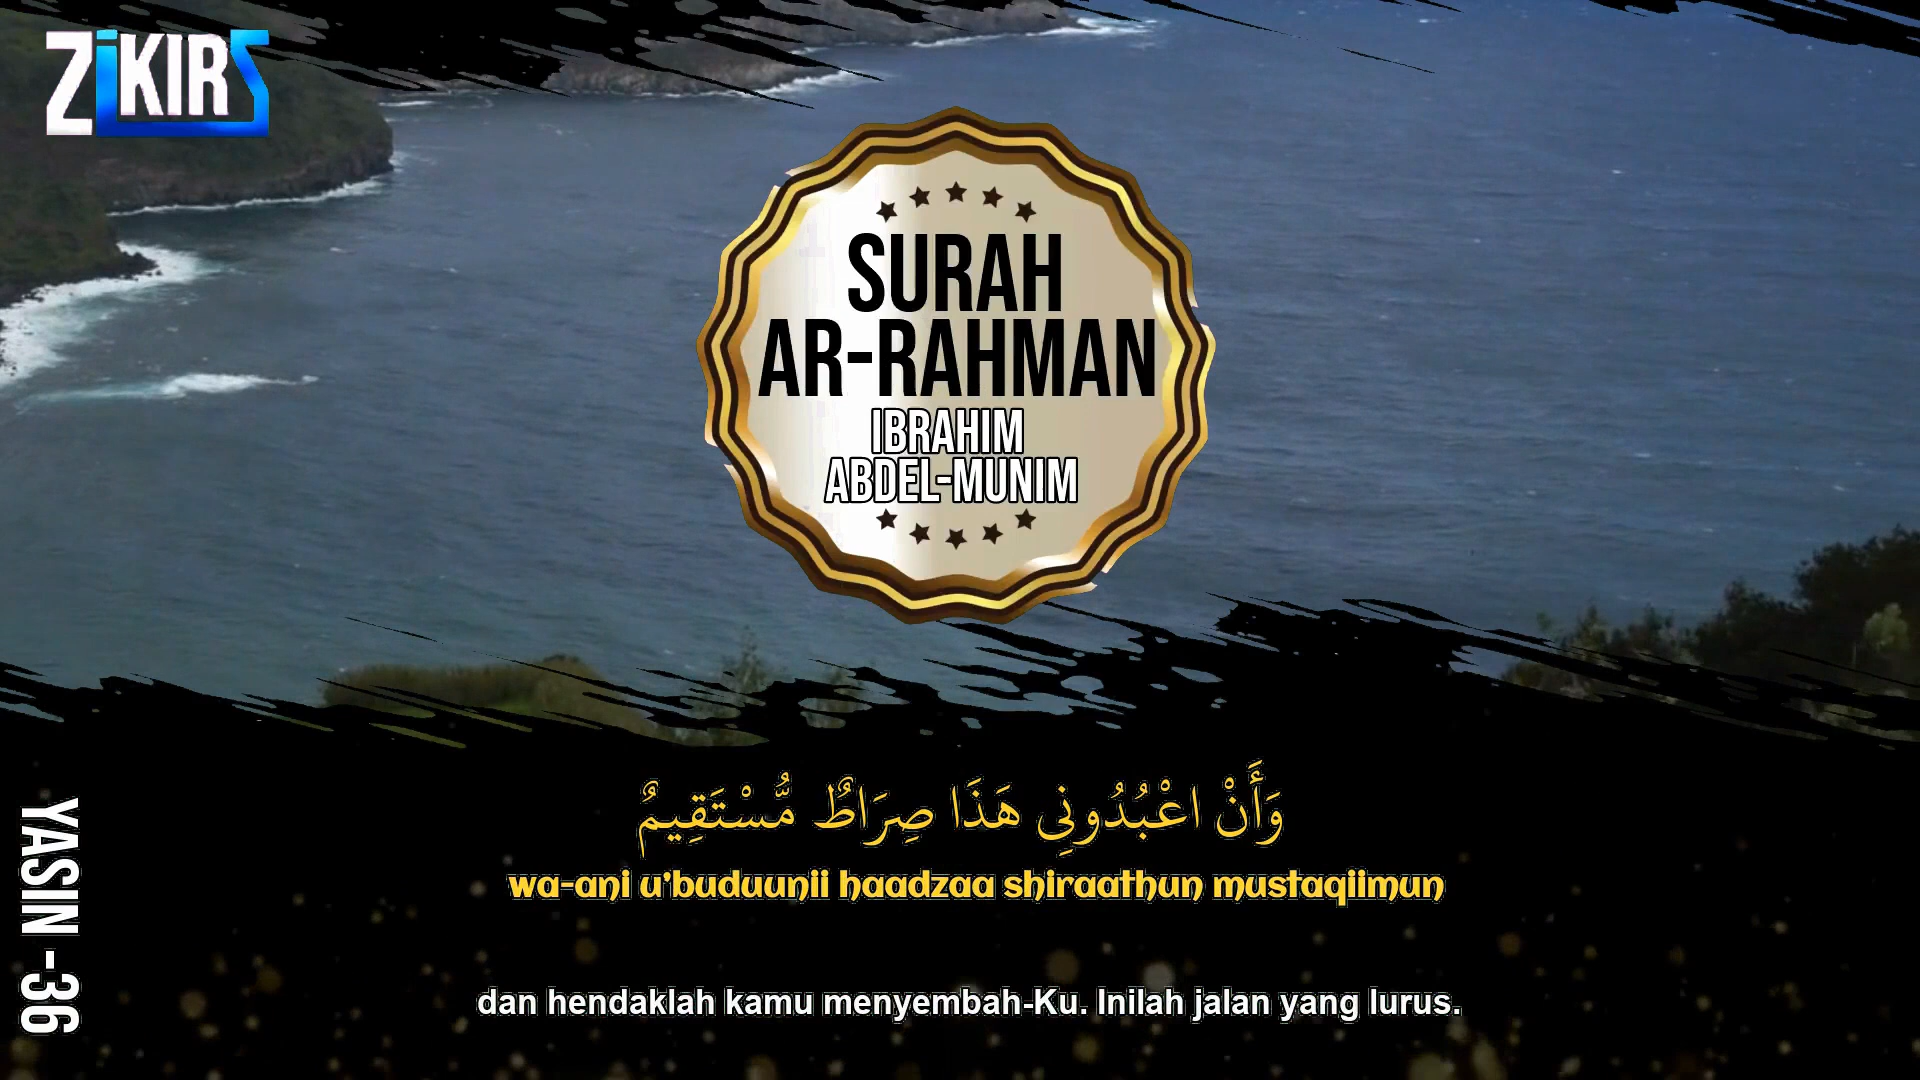 ZiKIRS
SURAH
AR-RAHMAN
IBRAHIM
ABDEL-MUNIM
وَأَنْ اعْبُدُونِي هَذَا صِرَاطٌ مُّسْتَقِيمٌ
wa-ani u'buduunii haadzaa shiraathun mustaqiimun
dan hendaklah kamu menyembah-Ku. Inilah jalan yang lurus.
YASIN -36